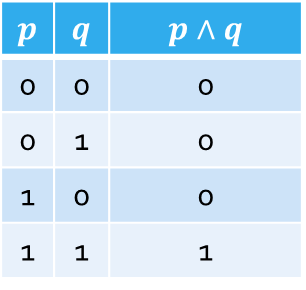 p q p ∧ q
0 0 0
0 1 0
1 0 0
1 1 1